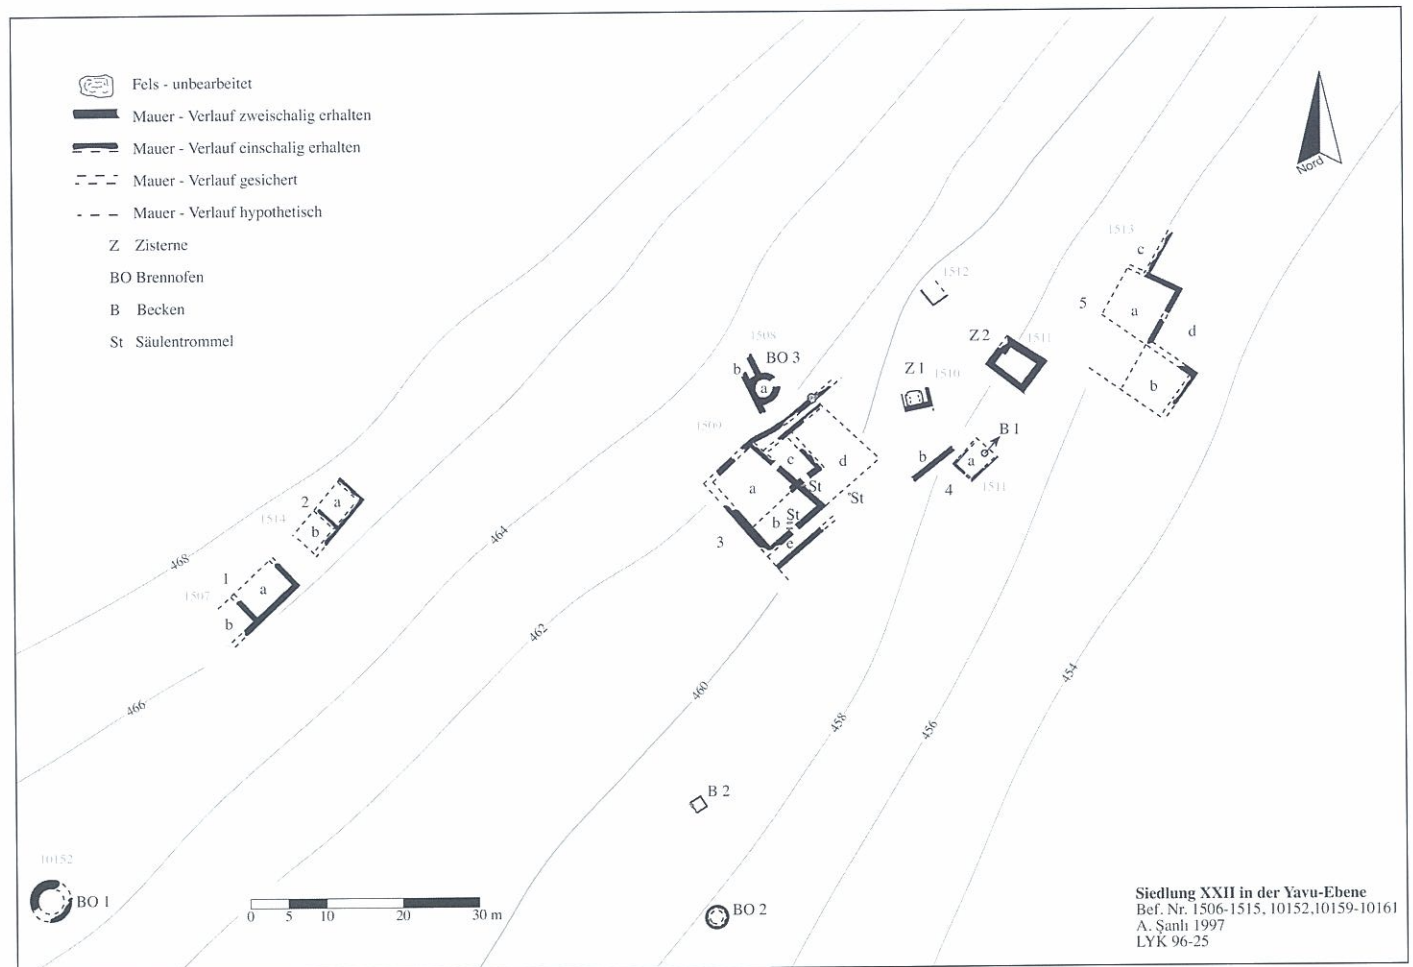 Fels - unbearbeitet
Mauer - Verlauf zweischalig erhalten
Mauer - Verlauf einschalig erhalten
Mauer - Verlauf gesichert
Mauer - Verlauf hypothetisch
Z Zisterne
BO Brennofen
B Becken
St Säulentrommel
Nord
1513
c
5
a
d
b
1512
Z 2
1511
Z 1
1510
1508
BO 3
b
a
1509
c
d
a
St
St
b
St
e
3
B 1
b
a
4
1511
2
a
1514
b
1
a
1507
b
468
464
462
466
460
458
456
454
B 2
10152
BO 1
BO 2
0 5 10 20 30 m
Siedlung XXII in der Yavu-Ebene
Bef. Nr. 1506-1515, 10152,10159-10161
A. Şanlı 1997
LYK 96-25